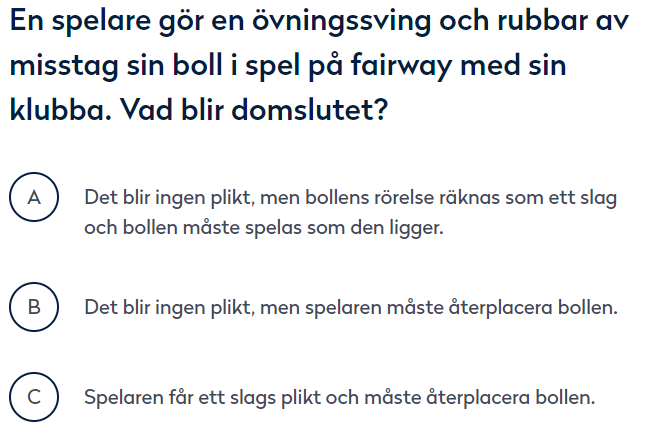 En spelare gör en övningssving och rubbar av
misstag sin boll i spel på fairway med sin
klubba. Vad blir domslutet?
A Det blir ingen plikt, men bollens rörelse räknas som ett slag
och bollen måste spelas som den ligger.
B Det blir ingen plikt, men spelaren måste återplacera bollen.
C Spelaren får ett slags plikt och måste återplacera bollen.